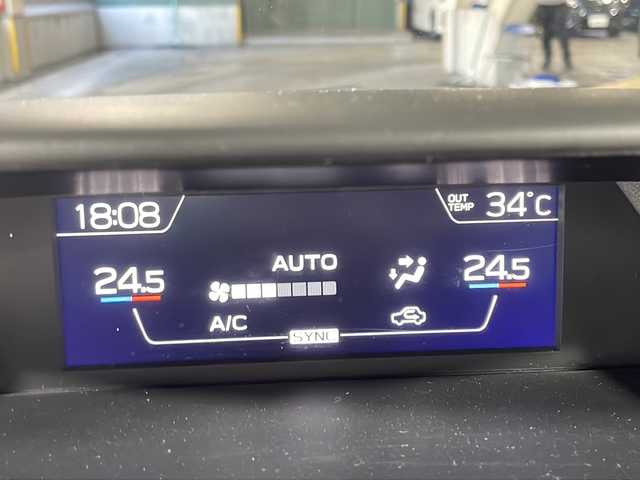 18:08
OUT TEMP 34°C
24.5
AUTO
24.5
A/C
SYNC